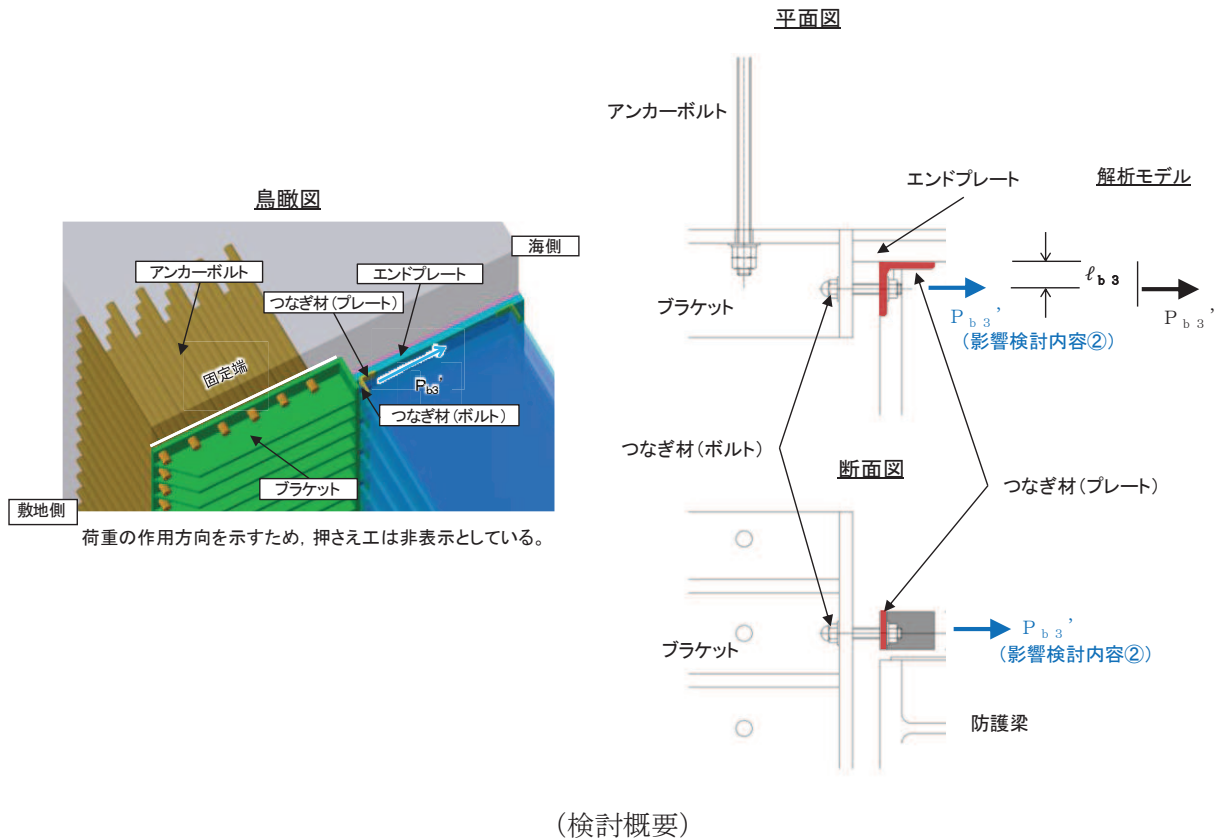 平面図
アンカーボルト
エンドプレート
解析モデル
ℓb3
ブラケット
Pb3’
(影響検討内容②)
Pb3’
鳥瞰図
海側
アンカーボルト
エンドプレート
つなぎ材(プレート)
固定端
Pb3’
つなぎ材(ボルト)
ブラケット
敷地側
荷重の作用方向を示すため,押さえ工は非表示としている。
つなぎ材(ボルト)
断面図
つなぎ材(プレート)
Pb3’
(影響検討内容②)
ブラケット
防護梁
(検討概要)